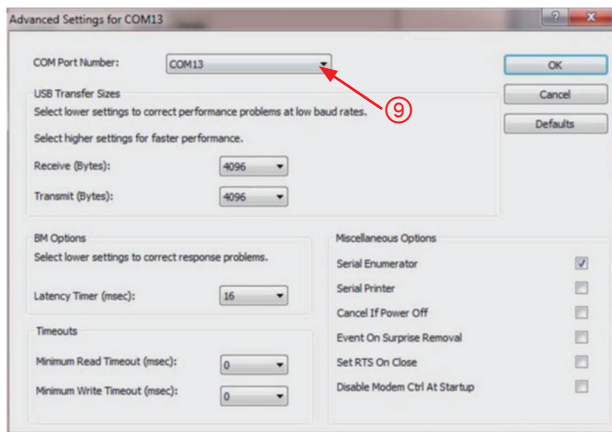 Advanced Settings for COM13
COM Port Number:
COM13
⑨
OK
Cancel
Defaults
USB Transfer Sizes
Select lower settings to correct performance problems at low baud rates.
Select higher settings for faster performance.
Receive (Bytes):
4096
Transmit (Bytes):
4096
BM Options
Select lower settings to correct response problems.
Latency Timer (msec):
16
Timeouts
Minimum Read Timeout (msec):
0
Minimum Write Timeout (msec):
0
Miscellaneous Options
Serial Enumerator
Serial Printer
Cancel If Power Off
Event On Surprise Removal
Set RTS On Close
Disable Modem Ctrl At Startup